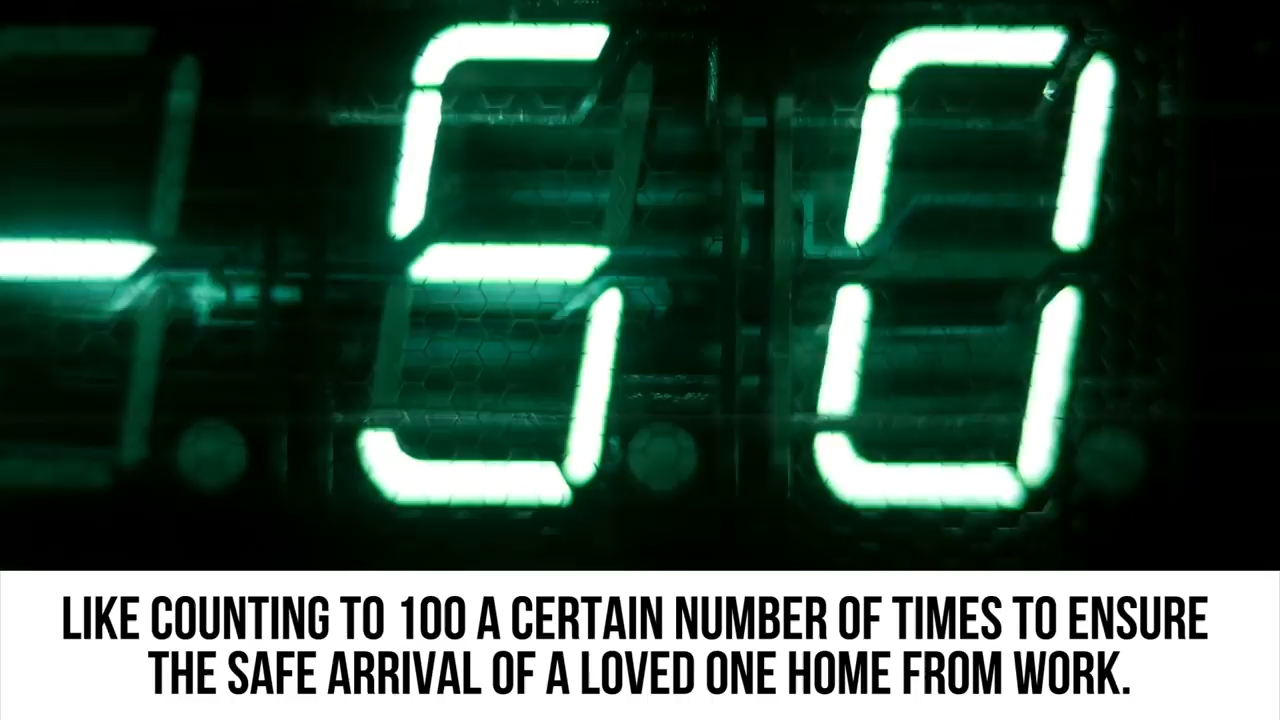 -50
LIKE COUNTING TO 100 A CERTAIN NUMBER OF TIMES TO ENSURE
THE SAFE ARRIVAL OF A LOVED ONE HOME FROM WORK.